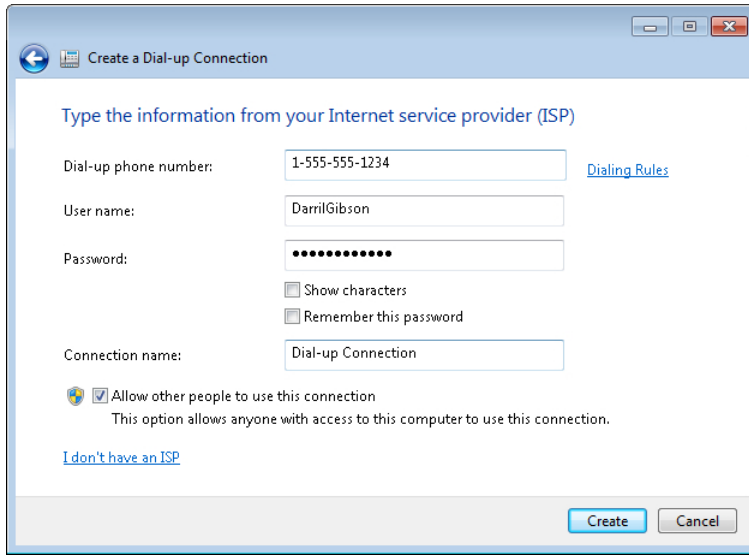 Create a Dial-up Connection
Type the information from your Internet service provider (ISP)
Dial-up phone number: 1-555-555-1234 Dialing Rules
User name: DarrilGibson
Password: ●●●●●●●●●●●●
Show characters
Remember this password
Connection name: Dial-up Connection
Allow other people to use this connection
This option allows anyone with access to this computer to use this connection.
I don't have an ISP
Create Cancel